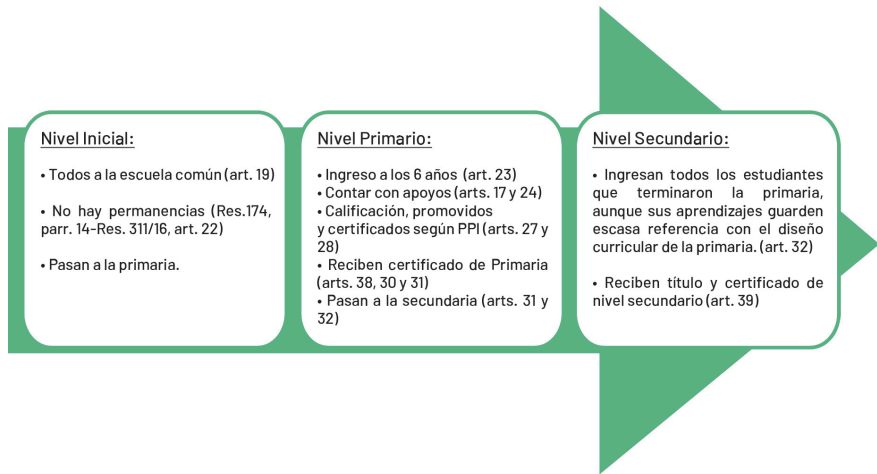 Nivel Inicial:
• Todos a la escuela común (art. 19)
• No hay permanencias (Res.174,
parr. 14-Res. 311/16, art. 22)
• Pasan a la primaria.
Nivel Primario:
• Ingreso a los 6 años (art. 23)
• Contar con apoyos (arts. 17 y 24)
• Calificación, promovidos
y certificados según PPI (arts. 27 y
28)
• Reciben certificado de Primaria
(arts. 38, 30 y 31)
• Pasan a la secundaria (arts. 31 y
32)
Nivel Secundario:
• Ingresan todos los estudiantes
que terminaron la primaria,
aunque sus aprendizajes guarden
escasa referencia con el diseño
curricular de la primaria. (art. 32)
• Reciben título y certificado de
nivel secundario (art. 39)